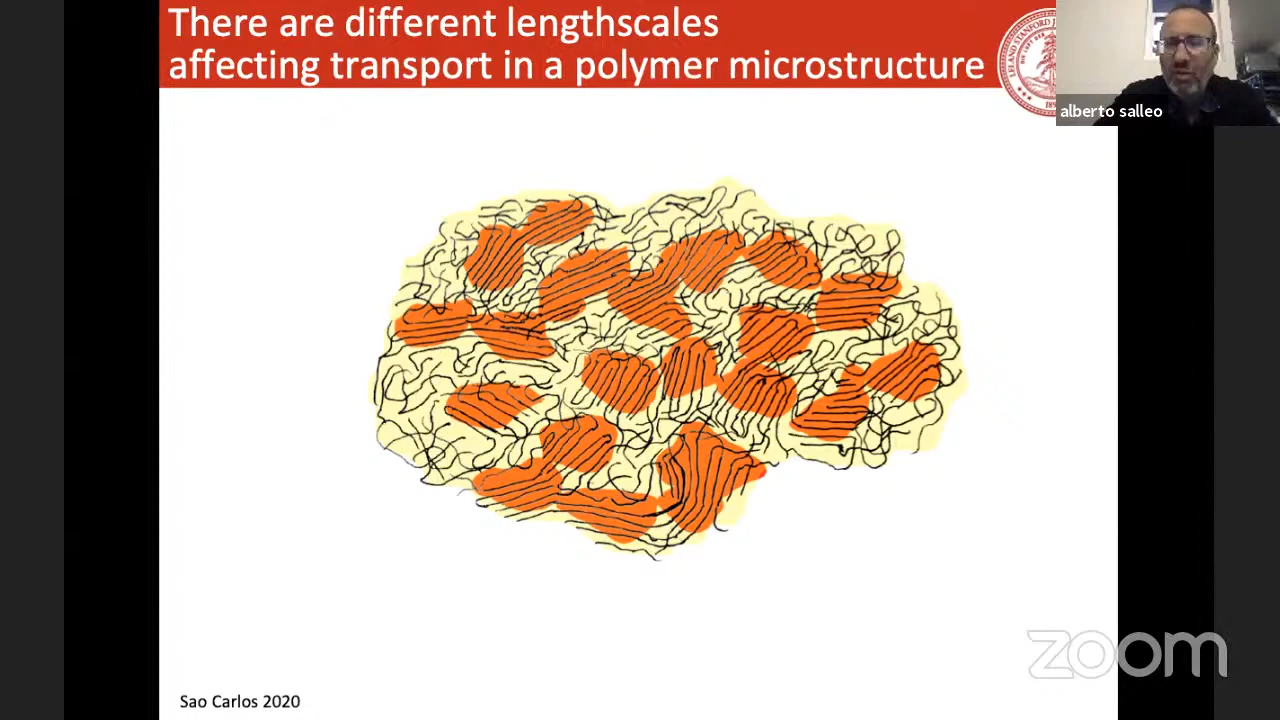 There are different lengthscales
affecting transport in a polymer microstructure
alberto salleo
zoom
Sao Carlos 2020